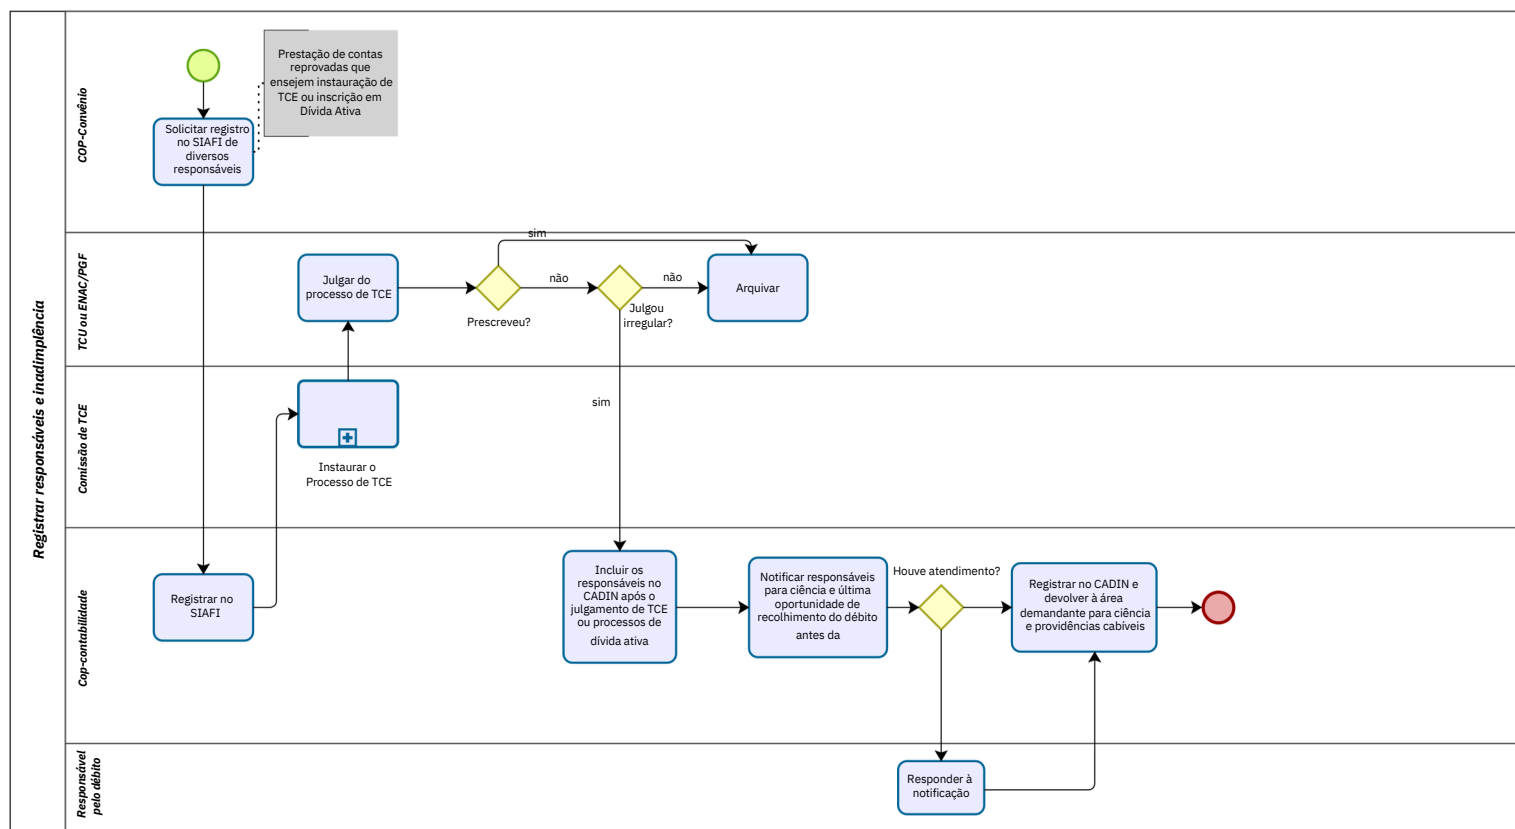 Registrar responsáveis e inadimplência
COP-Convênio
Solicitar registro
no SIAFI de
diversos
responsáveis
Prestação de contas
reprovadas que
ensejem instauração de
TCE ou inscrição em
Dívida Ativa
TCU ou ENAC/PGF
Julgar do
processo de TCE
Prescreveu?
sim
não
Julgou
irregular?
não
Arquivar
sim
Comissão de TCE
Instaurar o
Processo de TCE
Cop-contabilidade
Registrar no
SIAFI
Incluir os
responsáveis no
CADIN após o
julgamento de TCE
ou processos de
dívida ativa
Notificar responsáveis
para ciência e última
oportunidade de
recolhimento do débito
antes da
Houve atendimento?
Registrar no CADIN e
devolver à área
demandante para ciência
e providências cabíveis
Responsável
pelo débito
Responder à
notificação